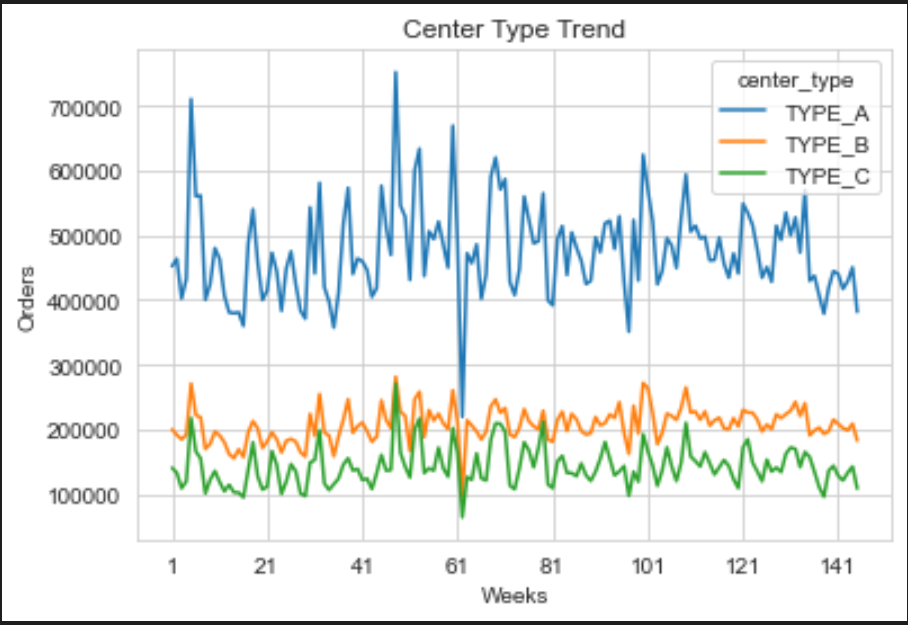 Center Type Trend
center_type
TYPE_A
TYPE_B
TYPE_C
Orders
700000
600000
500000
400000
300000
200000
100000
1 21 41 61 81 101 121 141
Weeks